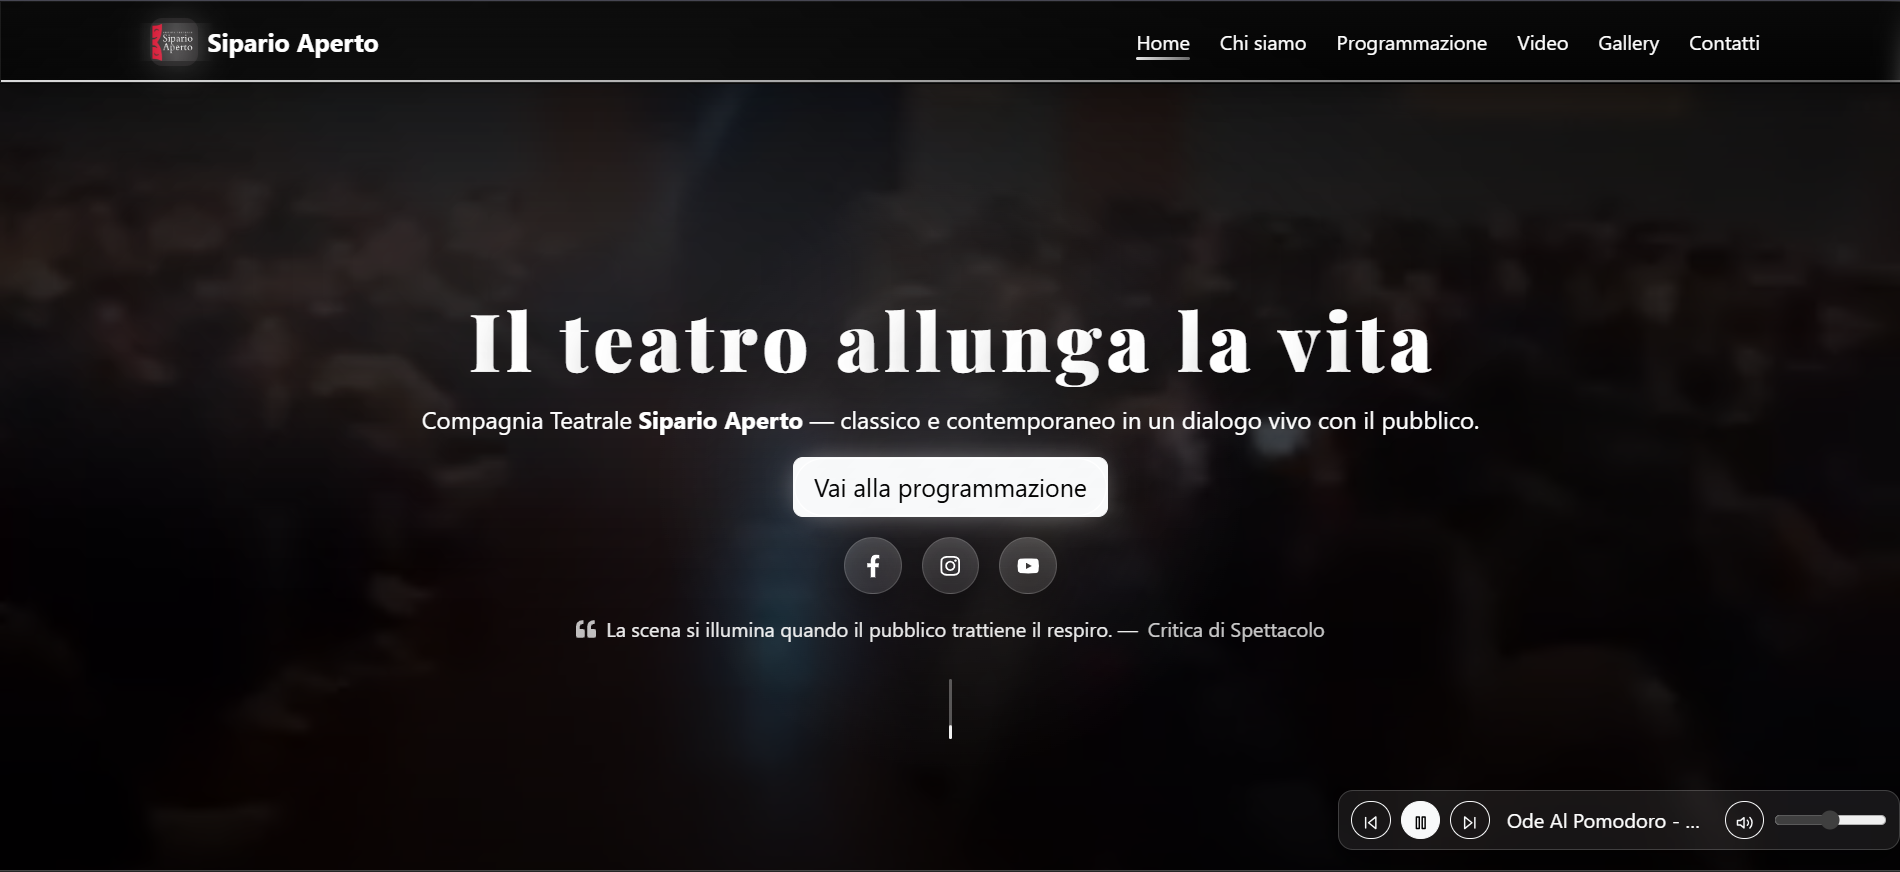 Sipario
Aperto
Sipario Aperto
Home Chi siamo Programmazione Video Gallery Contatti
Il teatro allunga la vita
Compagnia Teatrale Sipario Aperto — classico e contemporaneo in un dialogo vivo con il pubblico.
Vai alla programmazione
La scena si illumina quando il pubblico trattiene il respiro. — Critica di Spettacolo
Ode Al Pomodoro - ...